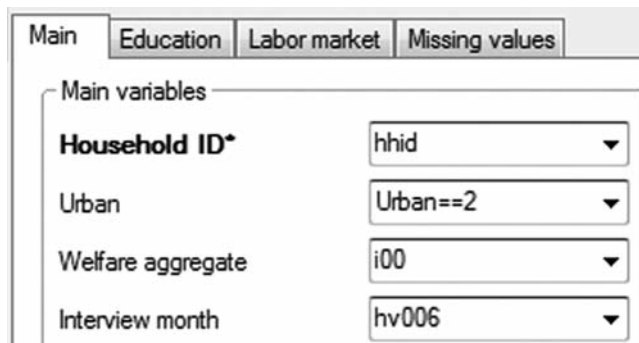 Main Education Labor market Missing values
Main variables
Household ID* hhid
Urban Urban==2
Welfare aggregate i00
Interview month hv006